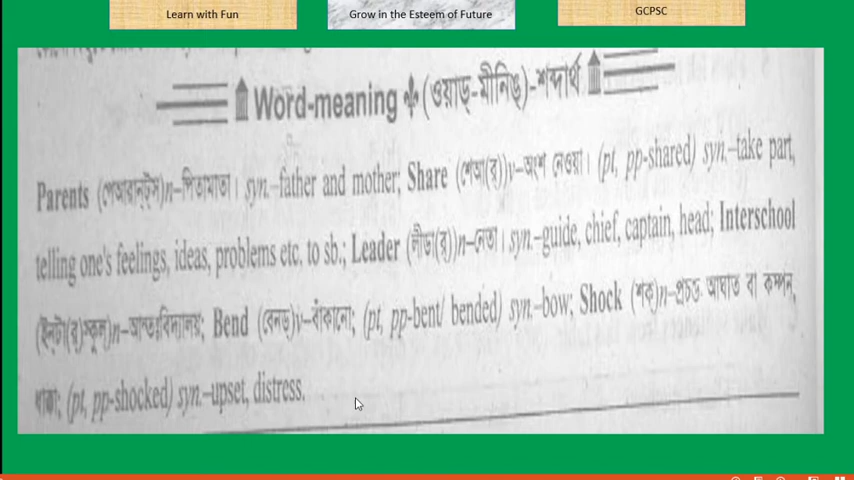 Learn with Fun
Grow in the Esteem of Future
GCPSC
Word-meaning (ওয়াড্-মীনিঙ্)-শব্দার্থ
Parents (পেআরান্ট্স)n–পিতামাতা। syn.–father and mother; Share (শেআ(র্))v–অংশ নেওয়া। (pt, pp-shared) syn.–take part,
telling one's feelings, ideas, problems etc. to sb.; Leader (লীডা(র্))n–নেতা। syn.–guide, chief, captain, head; Interschool
(ইন্টা(র্)স্কূল)n–আন্তঃবিদ্যালয়; Bend (বেনড্)v–বাঁকানো; (pt, pp-bent/ bended) syn.–bow; Shock (শক্)n–প্রচন্ড আঘাত বা কম্পন,
ধাক্কা; (pt, pp-shocked) syn.–upset, distress.